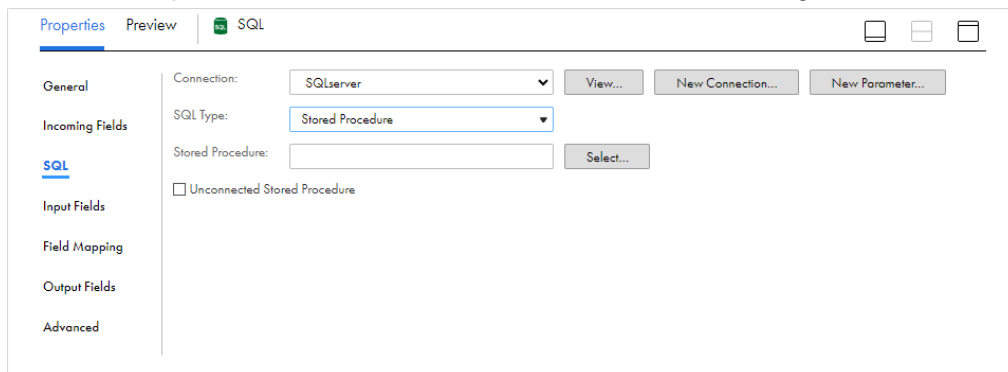 Properties Preview SQL SQL
General
Connection: SQLserver View... New Connection... New Parameter...
Incoming Fields
SQL Type: Stored Procedure
SQL
Stored Procedure: Select...
Unconnected Stored Procedure
Input Fields
Field Mapping
Output Fields
Advanced